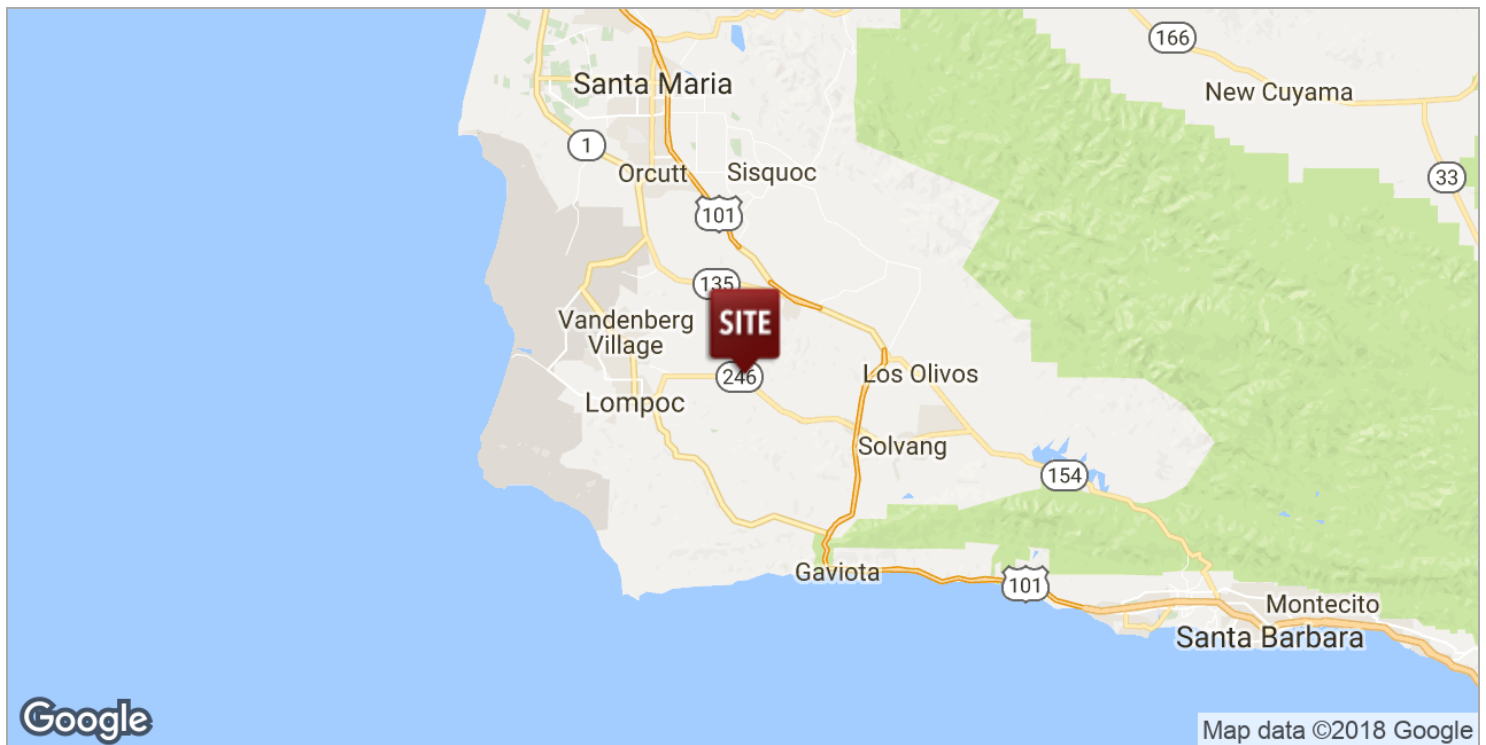 166
New Cuyama
Santa Maria
1
Orcutt
Sisquoc
33
101
135
Vandenberg
Village
SITE
246
Los Olivos
Lompoc
Solvang
154
Gaviota
101
Montecito
Santa Barbara
Google
Map data ©2018 Google